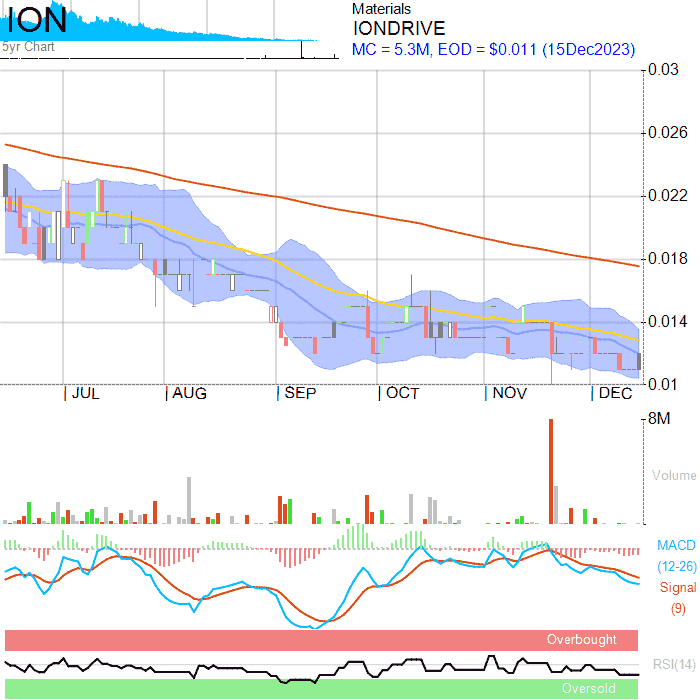 ION
5yr Chart
Materials
IONDRIVE
MC = 5.3M, EOD = $0.011 (15Dec2023)
0.03
0.026
0.022
0.018
0.014
0.01
JUL AUG SEP OCT NOV DEC
8M
Volume
MACD
(12-26)
Signal
(9)
Overbought
RSI(14)
Oversold